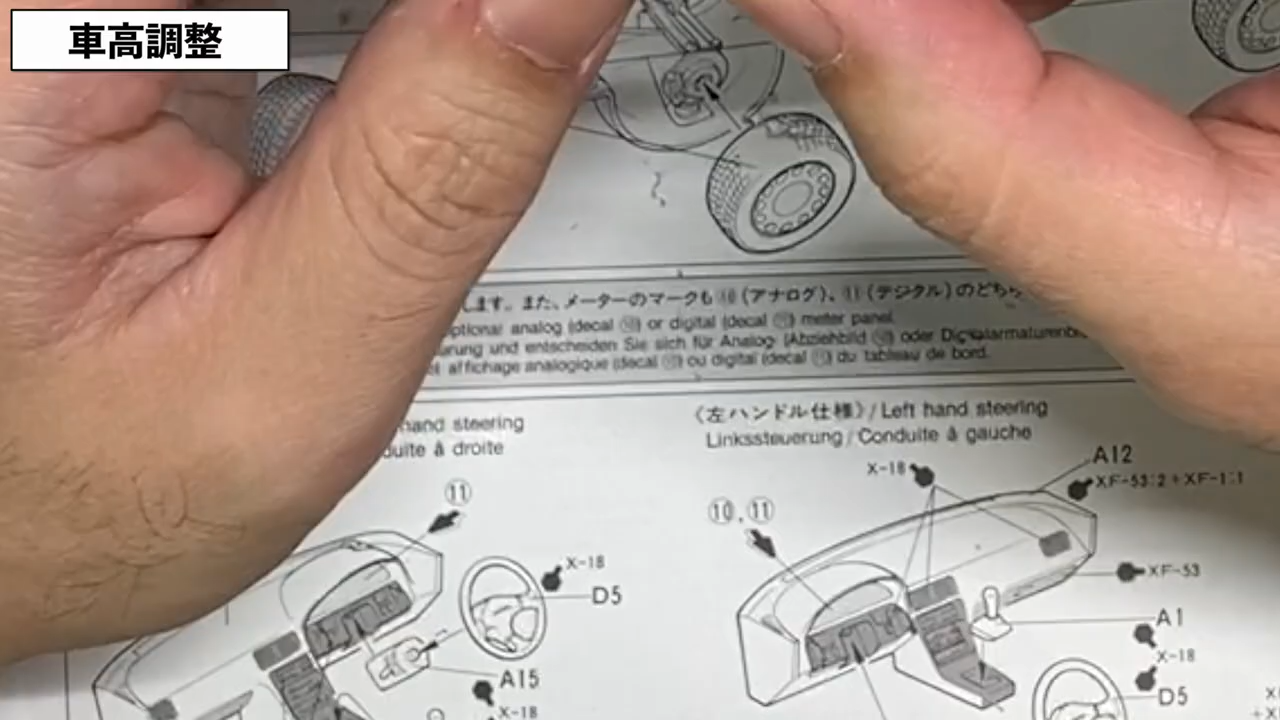 車高調整
します。また、メーターのマークも⑩(アナログ)、⑪(デジタル)のどちら
optional analog (decal ⑩) or digital (decal ⑪) meter panel.
und entscheiden Sie sich für Analog- (Abziehbild ⑩) oder
affichage analogique (decal ⑪) ou digital (decal ⑪) du tableau de bord.
hand steering
duite à droite
《左ハンドル仕様》/ Left hand steering
Linkssteuerung / Conduite à gauche
X-18
A12
XF-53:2 + XF-1:1
⑪
⑩, ⑪
X-18
D5
XF-53
A1
X-18
A15
D5
X-18